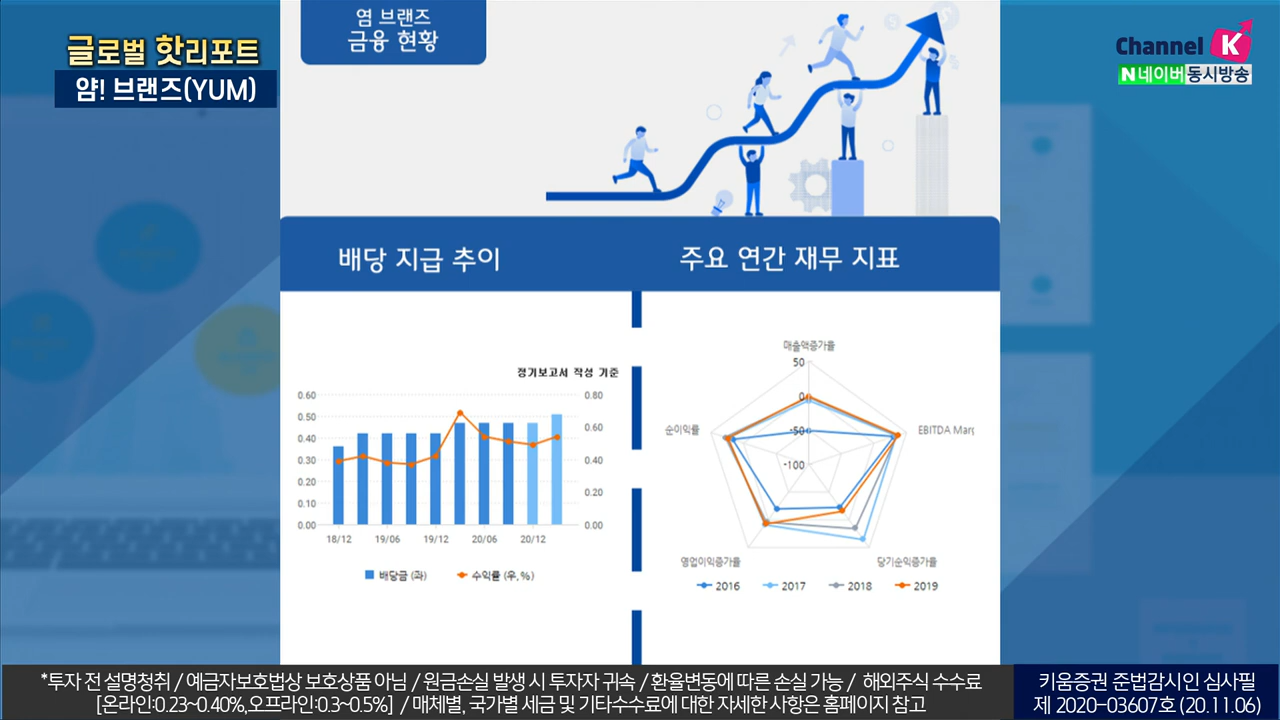 글로벌 핫리포트
얌! 브랜즈(YUM)
염 브랜즈
금융 현황
Channel K
N 네이버 동시방송
배당 지급 추이
주요 연간 재무 지표
정기보고서 작성 기준
0.60
0.50
0.40
0.30
0.20
0.10
0.00
0.80
0.60
0.40
0.20
0.00
18/12 19/06 19/12 20/06 20/12
배당금 (좌) 수익률 (우,%)
매출액증가율
50
0
-50
-100
순이익률
EBITDA Marg
영업이익증가율
당기순익증가율
2016 2017 2018 2019
*투자 전 설명청취 / 예금자보호법상 보호상품 아님 / 원금손실 발생 시 투자자 귀속 / 환율변동에 따른 손실 가능 / 해외주식 수수료
[온라인:0.23~0.40%,오프라인:0.3~0.5%] / 매체별, 국가별 세금 및 기타수수료에 대한 자세한 사항은 홈페이지 참고
키움증권 준법감시인 심사필
제 2020-03607호 (20.11.06)